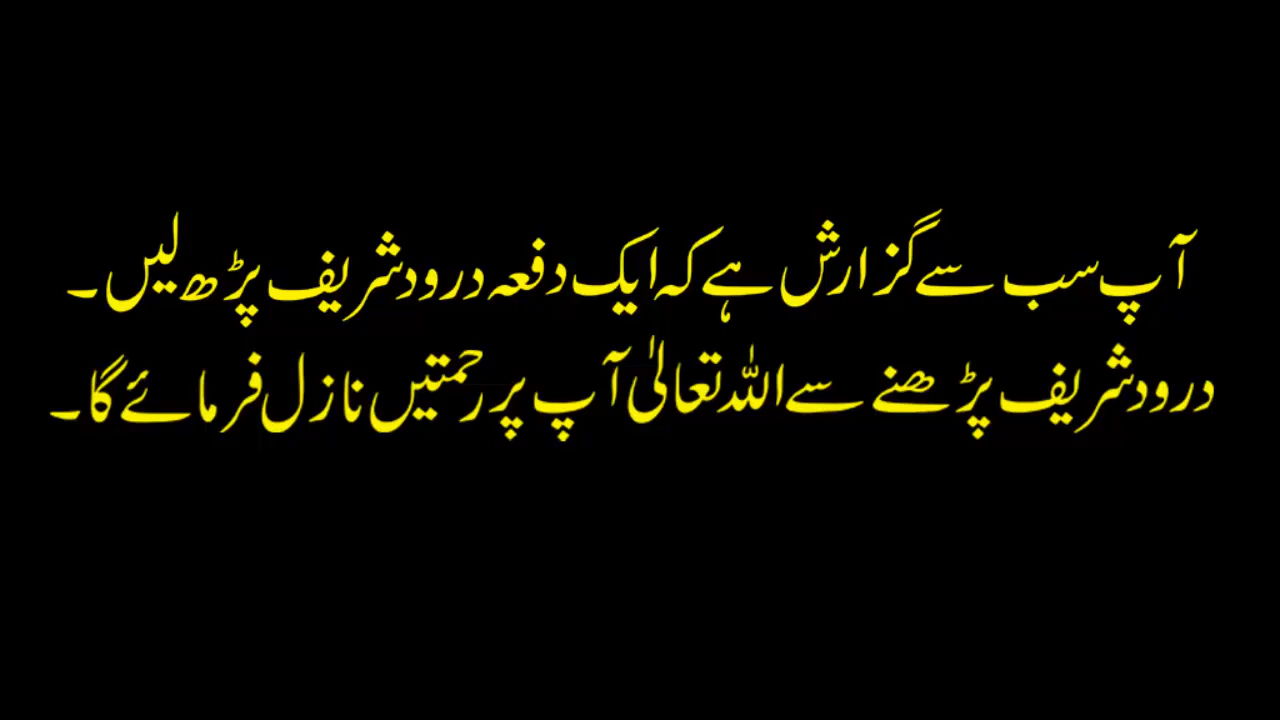 آپ سب سے گزارش ہے کہ ایک دفعہ درود شریف پڑھ لیں۔
درود شریف پڑھنے سے اللہ تعالیٰ آپ پر رحمتیں نازل فرمائے گا۔